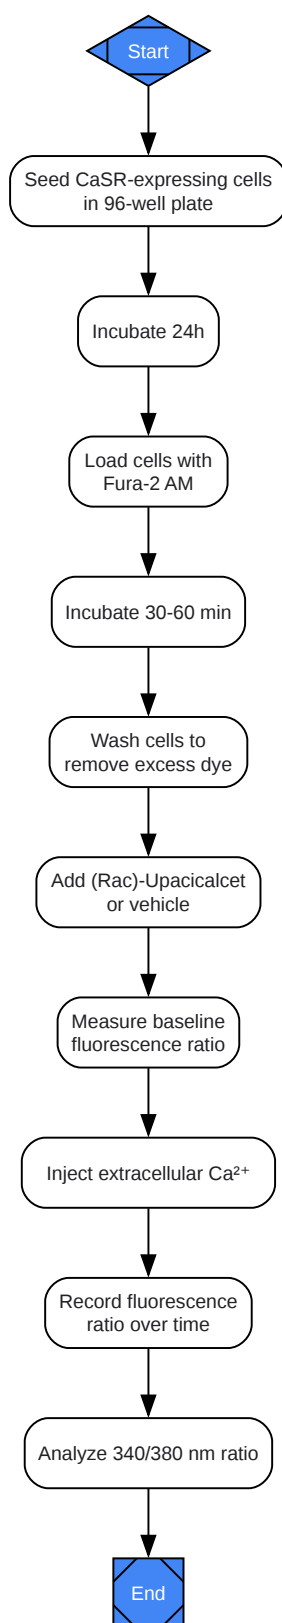 Start
Seed CaSR-expressing cells
in 96-well plate
Incubate 24h
Load cells with
Fura-2 AM
Incubate 30-60 min
Wash cells to
remove excess dye
Add (Rac)-Upacicalcet
or vehicle
Measure baseline
fluorescence ratio
Inject extracellular Ca²⁺
Record fluorescence
ratio over time
Analyze 340/380 nm ratio
End